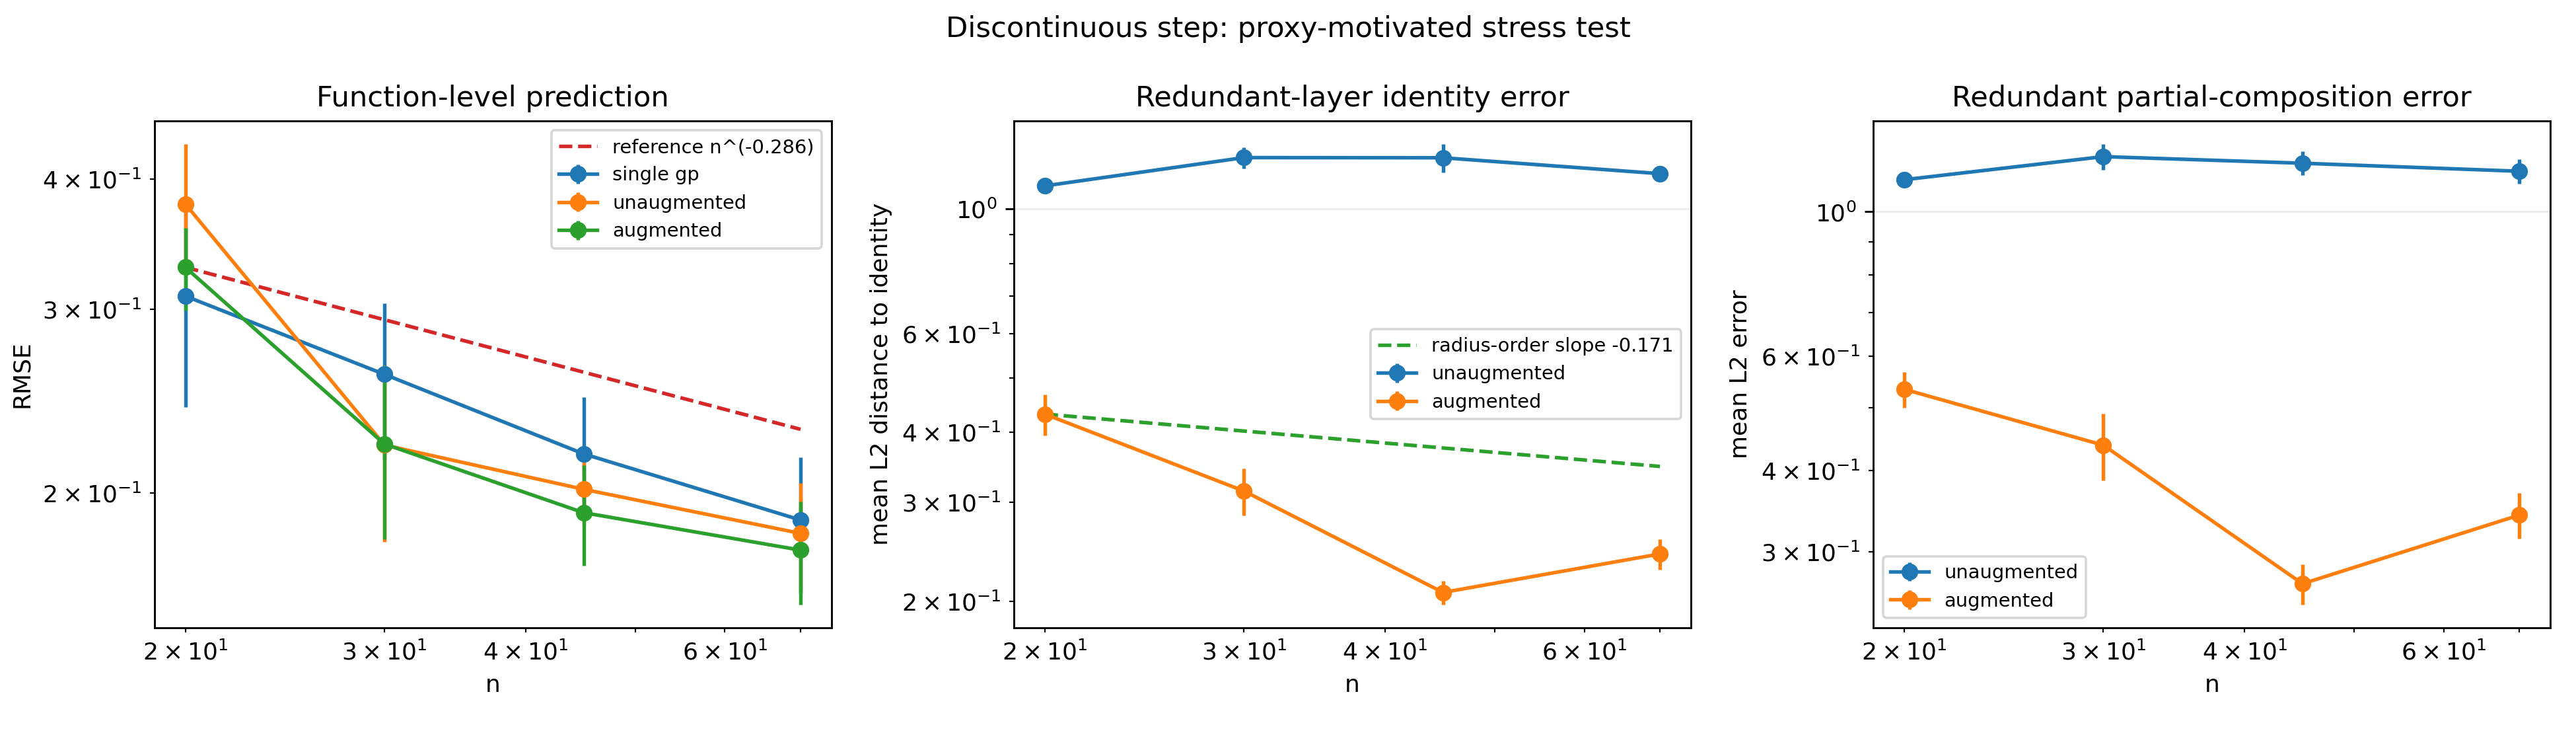 Discontinuous step: proxy-motivated stress test
Function-level prediction
RMSE
4 × 10⁻¹
3 × 10⁻¹
2 × 10⁻¹
reference n^(-0.286)
single gp
unaugmented
augmented
2 × 10¹
3 × 10¹
4 × 10¹
6 × 10¹
n
Redundant-layer identity error
mean L2 distance to identity
10⁰
6 × 10⁻¹
4 × 10⁻¹
3 × 10⁻¹
2 × 10⁻¹
radius-order slope -0.171
unaugmented
augmented
2 × 10¹
3 × 10¹
4 × 10¹
6 × 10¹
n
Redundant partial-composition error
mean L2 error
10⁰
6 × 10⁻¹
4 × 10⁻¹
3 × 10⁻¹
unaugmented
augmented
2 × 10¹
3 × 10¹
4 × 10¹
6 × 10¹
n